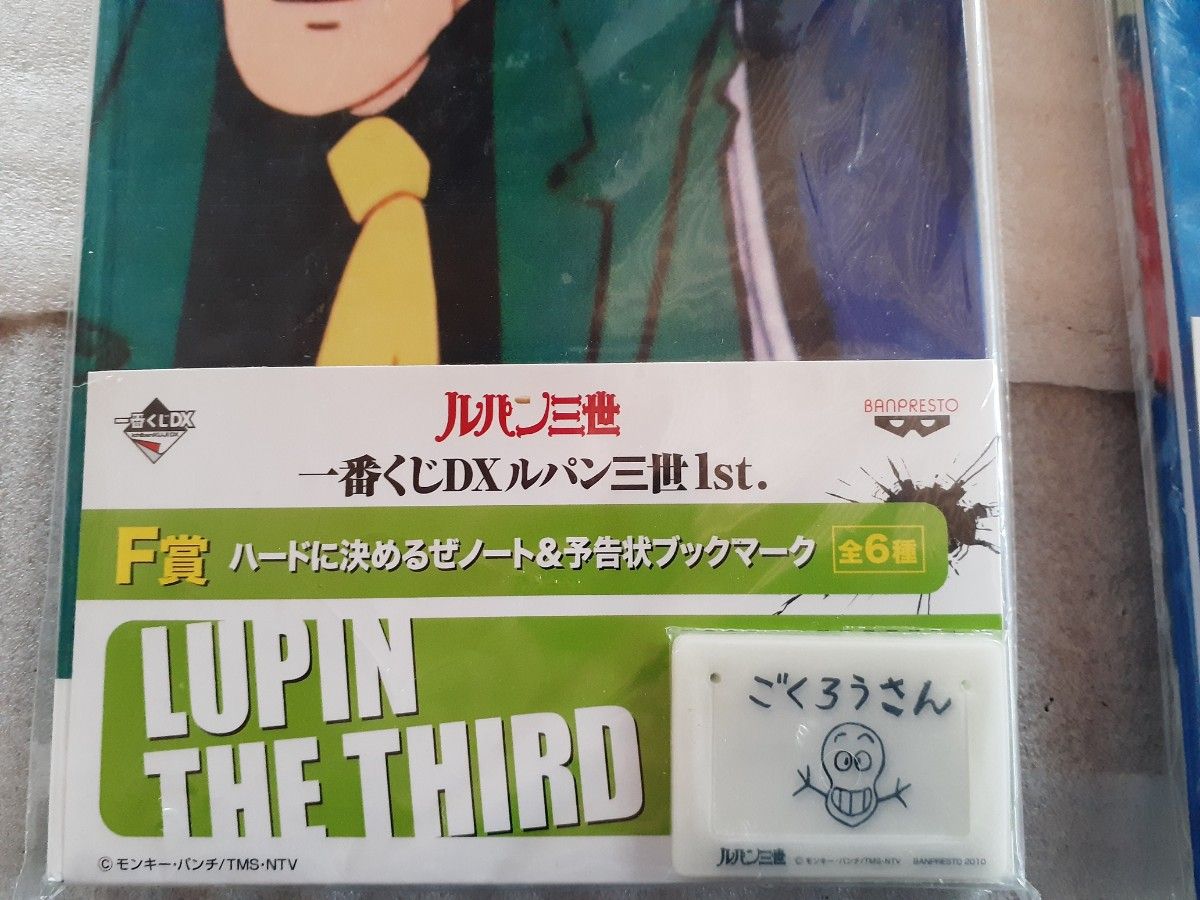 一番くじDX
ichibanKUJI DX
ルパン三世
BANPRESTO
一番くじDXルパン三世1st.
F賞 ハードに決めるぜノート&予告状ブックマーク 全6種
LUPIN
THE THIRD
ごくろうさん
ルパン三世 ©モンキー・パンチ/TMS・NTV BANPRESTO 2010
©モンキー・パンチ/TMS・NTV